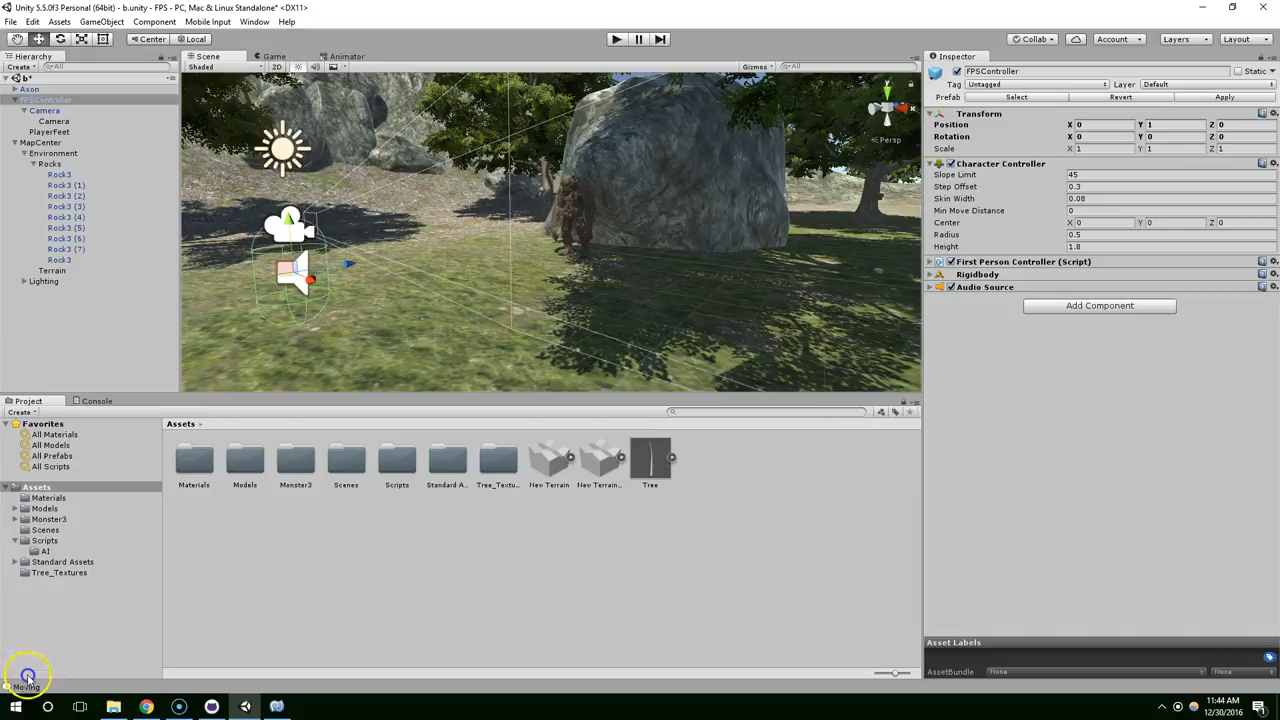 Unity 5.5.0f3 Personal (64bit) - b.unity - FPS - PC, Mac & Linux Standalone* <DX11>
File Edit Assets GameObject Component Mobile Input Window Help
Center Local Collab Account Layers Layout
Hierarchy
Create All
b*
Axon
FPSController
Camera
Camera
PlayerFeet
MapCenter
Environment
Rocks
Rock3
Rock3 (1)
Rock3 (2)
Rock3 (3)
Rock3 (4)
Rock3 (5)
Rock3 (6)
Rock3 (7)
Rock3
Terrain
Lighting
Scene Game Animator
Shaded 2D Gizmos All
y
Persp
Inspector
FPSController Static
Tag Untagged Layer Default
Prefab Select Revert Apply
Transform
Position X 0 Y 1 Z 0
Rotation X 0 Y 0 Z 0
Scale X 1 Y 1 Z 1
Character Controller
Slope Limit 45
Step Offset 0.3
Skin Width 0.08
Min Move Distance 0
Center X 0 Y 0 Z 0
Radius 0.5
Height 1.8
First Person Controller (Script)
Rigidbody
Audio Source
Add Component
Project Console
Create
Favorites
All Materials
All Models
All Prefabs
All Scripts
Assets
Materials
Models
Monster3
Scenes
Scripts
AI
Standard Assets
Tree_Textures
Assets
Materials Models Monster3 Scenes Scripts Standard A... Tree_Textu... New Terrain New Terrain... Tree
Asset Labels
AssetBundle None None
Moving
11:44 AM
12/30/2016